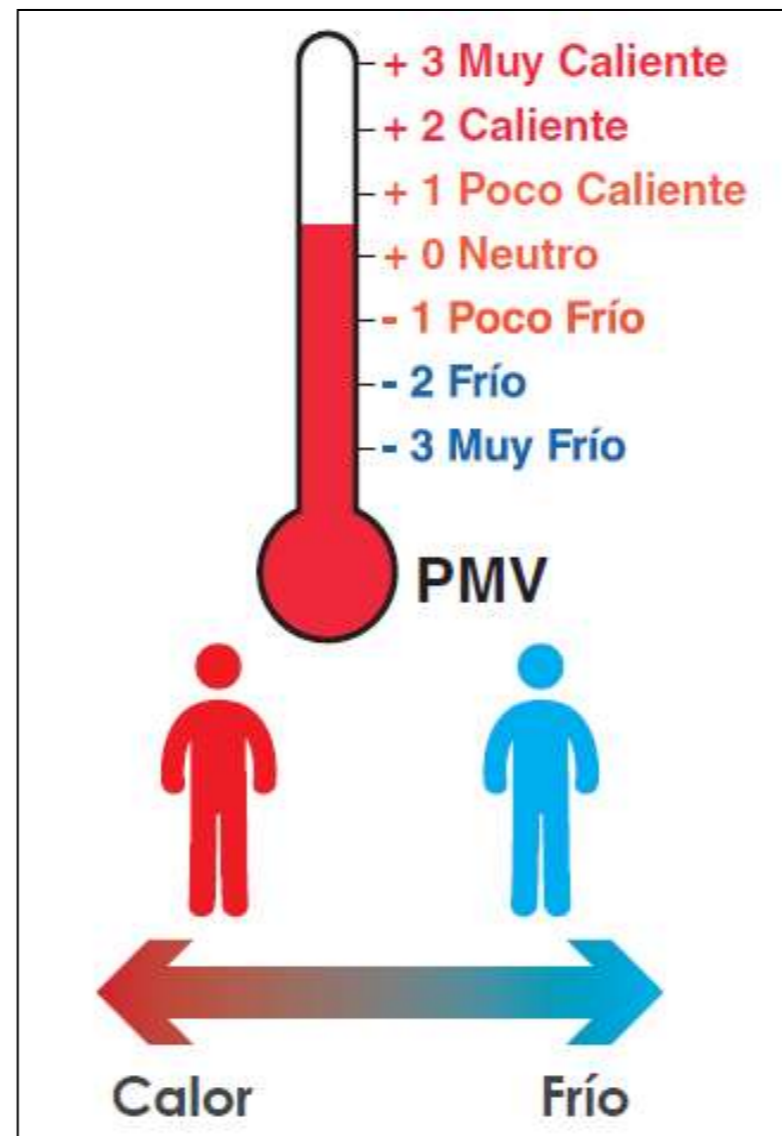 + 3 Muy Caliente
+ 2 Caliente
+ 1 Poco Caliente
+ 0 Neutro
- 1 Poco Frío
- 2 Frío
- 3 Muy Frío
PMV
Calor Frío